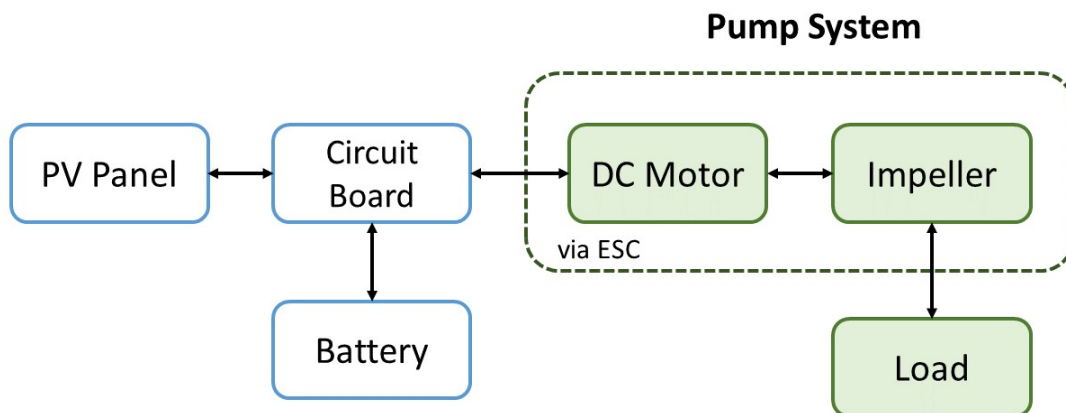 Pump System
PV Panel
Circuit
Board
DC Motor
Impeller
via ESC
Battery
Load